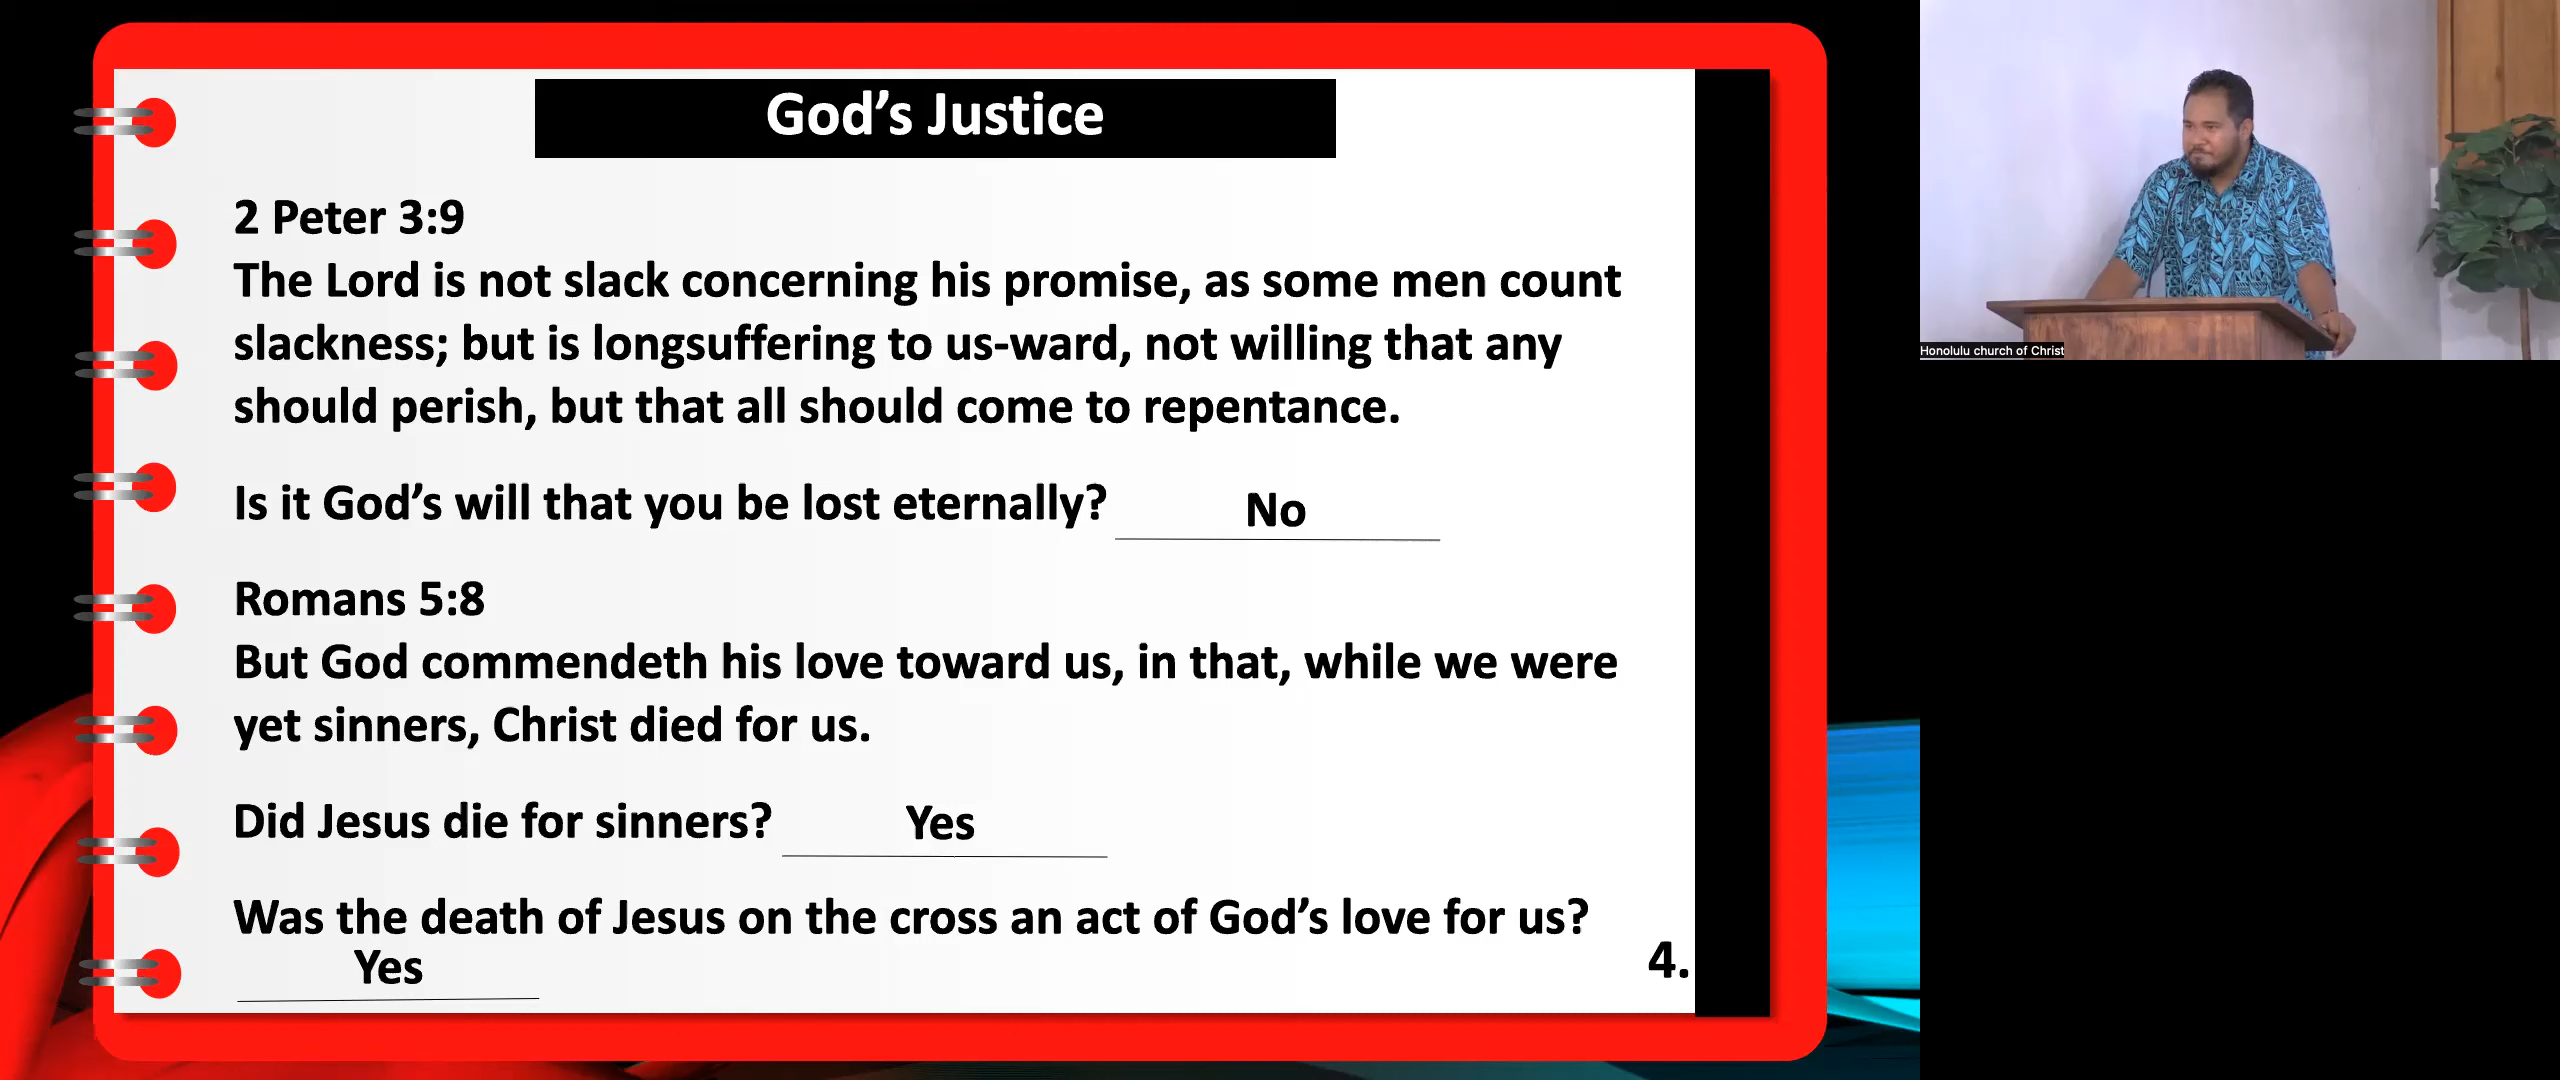 God’s Justice
2 Peter 3:9
The Lord is not slack concerning his promise, as some men count
slackness; but is longsuffering to us-ward, not willing that any
should perish, but that all should come to repentance.
Is it God’s will that you be lost eternally? No
Romans 5:8
But God commendeth his love toward us, in that, while we were
yet sinners, Christ died for us.
Did Jesus die for sinners? Yes
Was the death of Jesus on the cross an act of God’s love for us?
Yes
4.
Honolulu church of Christ